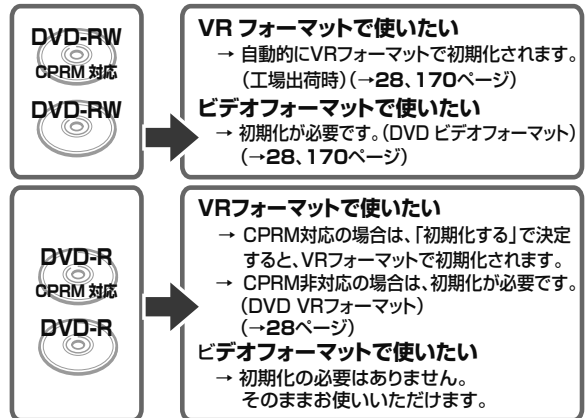 DVD-RW
CPRM 対応
DVD-RW
VR フォーマットで使いたい
→ 自動的にVRフォーマットで初期化されます。
(工場出荷時)(→28、170ページ)
ビデオフォーマットで使いたい
→ 初期化が必要です。(DVD ビデオフォーマット)
(→28、170ページ)
DVD-R
CPRM 対応
DVD-R
VRフォーマットで使いたい
→ CPRM対応の場合は、「初期化する」で決定
すると、VRフォーマットで初期化されます。
→ CPRM非対応の場合は、初期化が必要です。
(DVD VRフォーマット)
(→28ページ)
ビデオフォーマットで使いたい
→ 初期化の必要はありません。
そのままお使いいただけます。